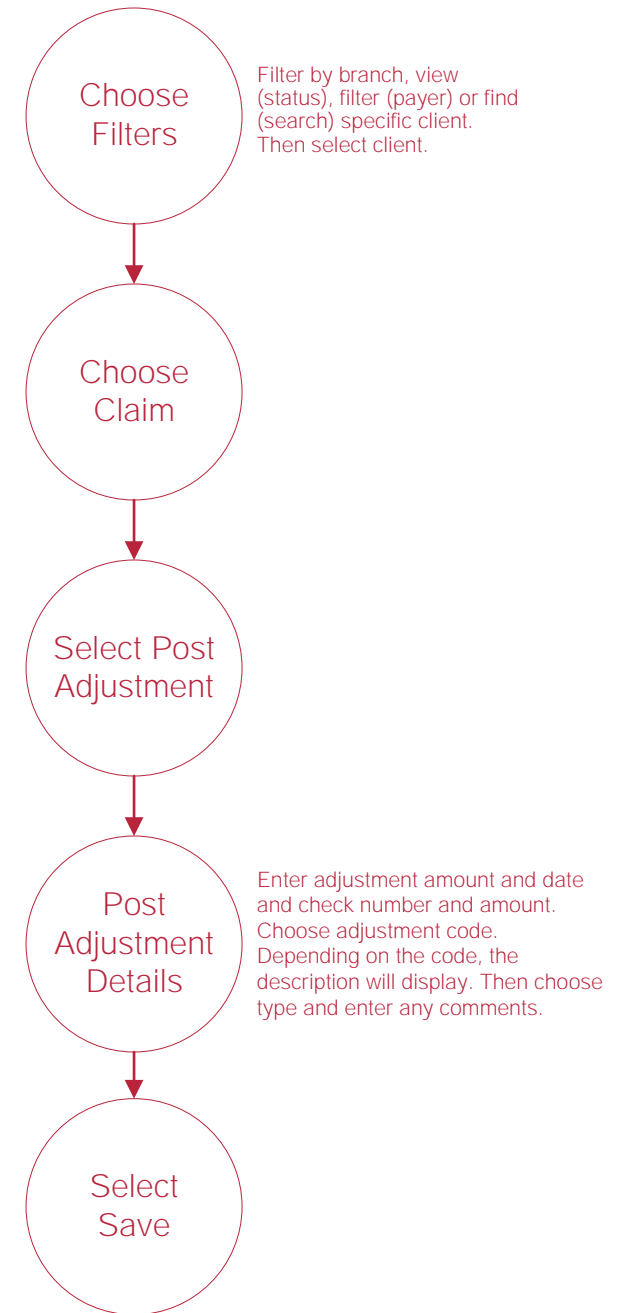 Choose
Filters
Filter by branch, view
(status), filter (payer) or find
(search) specific client.
Then select client.
Choose
Claim
Select Post
Adjustment
Post
Adjustment
Details
Enter adjustment amount and date
and check number and amount.
Choose adjustment code.
Depending on the code, the
description will display. Then choose
type and enter any comments.
Select
Save